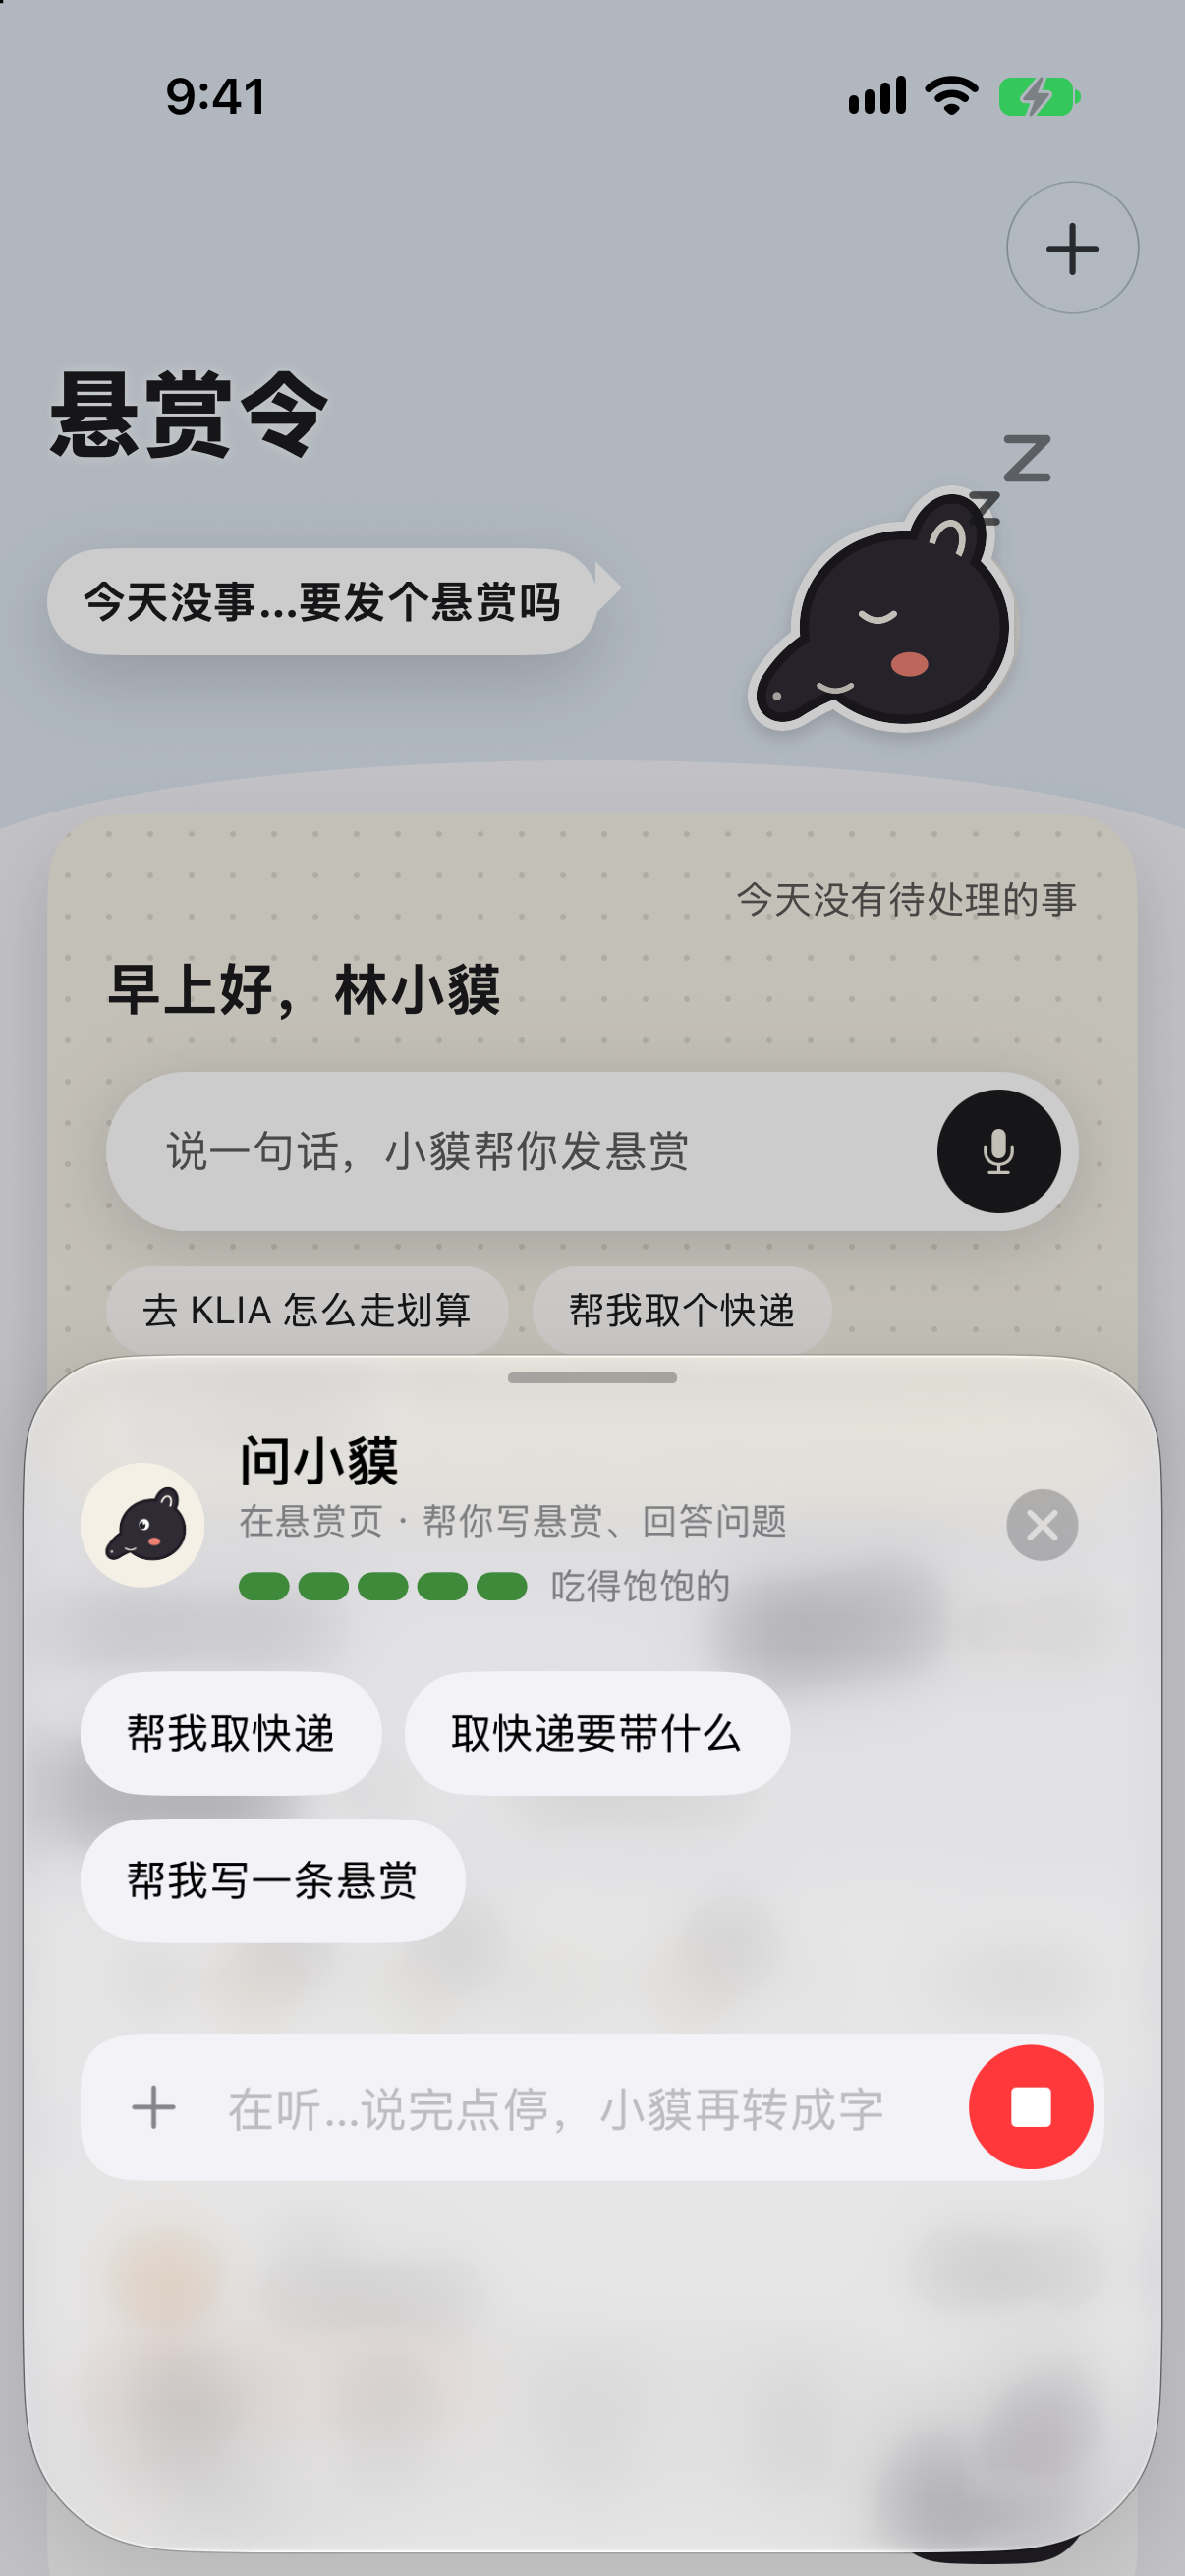 9:41
悬赏令
z
z
今天没事...要发个悬赏吗
今天没有待处理的事
早上好，林小貘
说一句话，小貘帮你发悬赏
去 KLIA 怎么走划算
帮我取个快递
问小貘
在悬赏页 · 帮你写悬赏、回答问题
吃得饱饱的
帮我取快递
取快递要带什么
帮我写一条悬赏
在听...说完点停，小貘再转成字